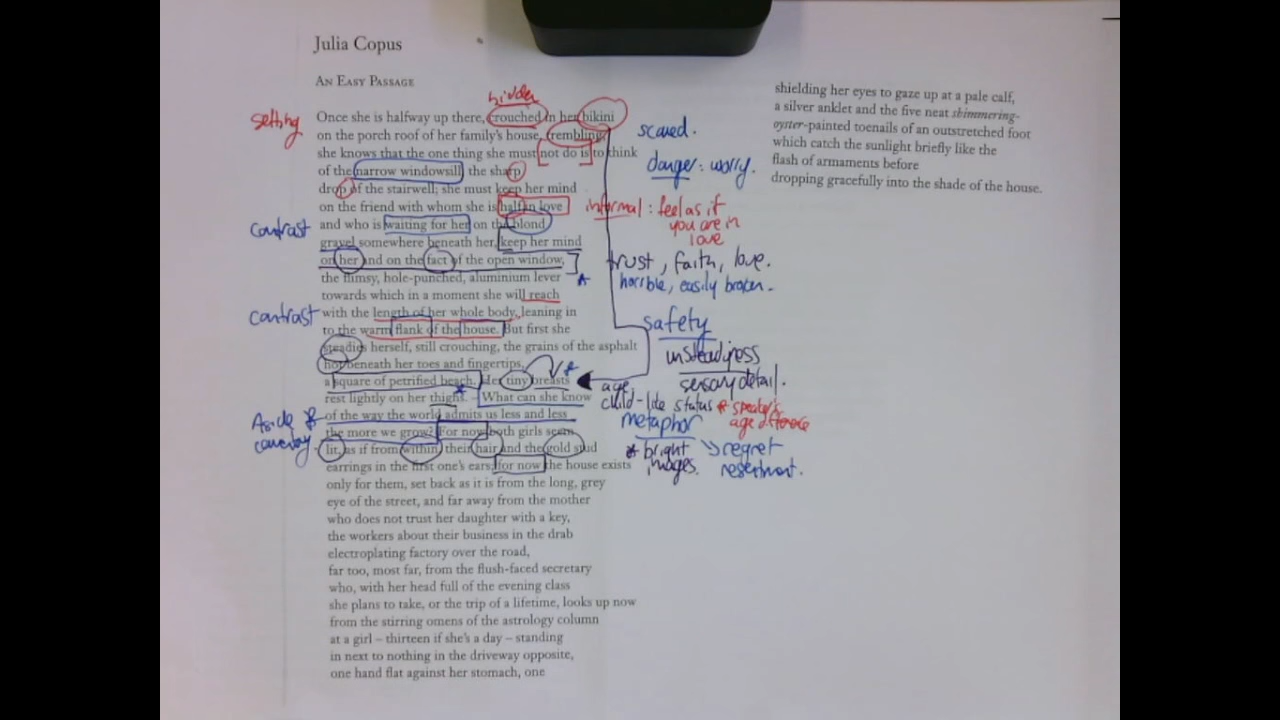 Julia Copus
AN EASY PASSAGE
hidden
setting Once she is halfway up there, crouched in her bikini
on the porch roof of her family's house, trembling, scared.
she knows that the one thing she must not do is to think
of the narrow windowsill, the sharp danger: worry.
drop of the stairwell; she must keep her mind
on the friend with whom she is half in love informal: feel as if
you are in
love
contrast and who is waiting for her on the blond
gravel somewhere beneath her, keep her mind
on her and on the fact of the open window, trust, faith, love.
the flimsy, hole-punched, aluminium lever horrible, easily broken.
towards which in a moment she will reach
contrast with the length of her whole body, leaning in
to the warm flank of the house. But first she safety
steadies herself, still crouching, the grains of the asphalt unsteadiness
hot beneath her toes and fingertips,
a square of petrified beach. Her tiny breasts sensory detail.
age
rest lightly on her thighs. – What can she know child-like status * speaker's
age difference
Aside of the way the world admits us less and less metaphor
the more we grow? For now both girls seem
lit, as if from within, their hair and the gold stud * bright regret
earrings in the first one's ears; for now the house exists images. resentment.
only for them, set back as it is from the long, grey
eye of the street, and far away from the mother
who does not trust her daughter with a key,
the workers about their business in the drab
electroplating factory over the road,
far too, most far, from the flush-faced secretary
who, with her head full of the evening class
she plans to take, or the trip of a lifetime, looks up now
from the stirring omens of the astrology column
at a girl – thirteen if she's a day – standing
in next to nothing in the driveway opposite,
one hand flat against her stomach, one
shielding her eyes to gaze up at a pale calf,
a silver anklet and the five neat shimmering-
oyster-painted toenails of an outstretched foot
which catch the sunlight briefly like the
flash of armaments before
dropping gracefully into the shade of the house.